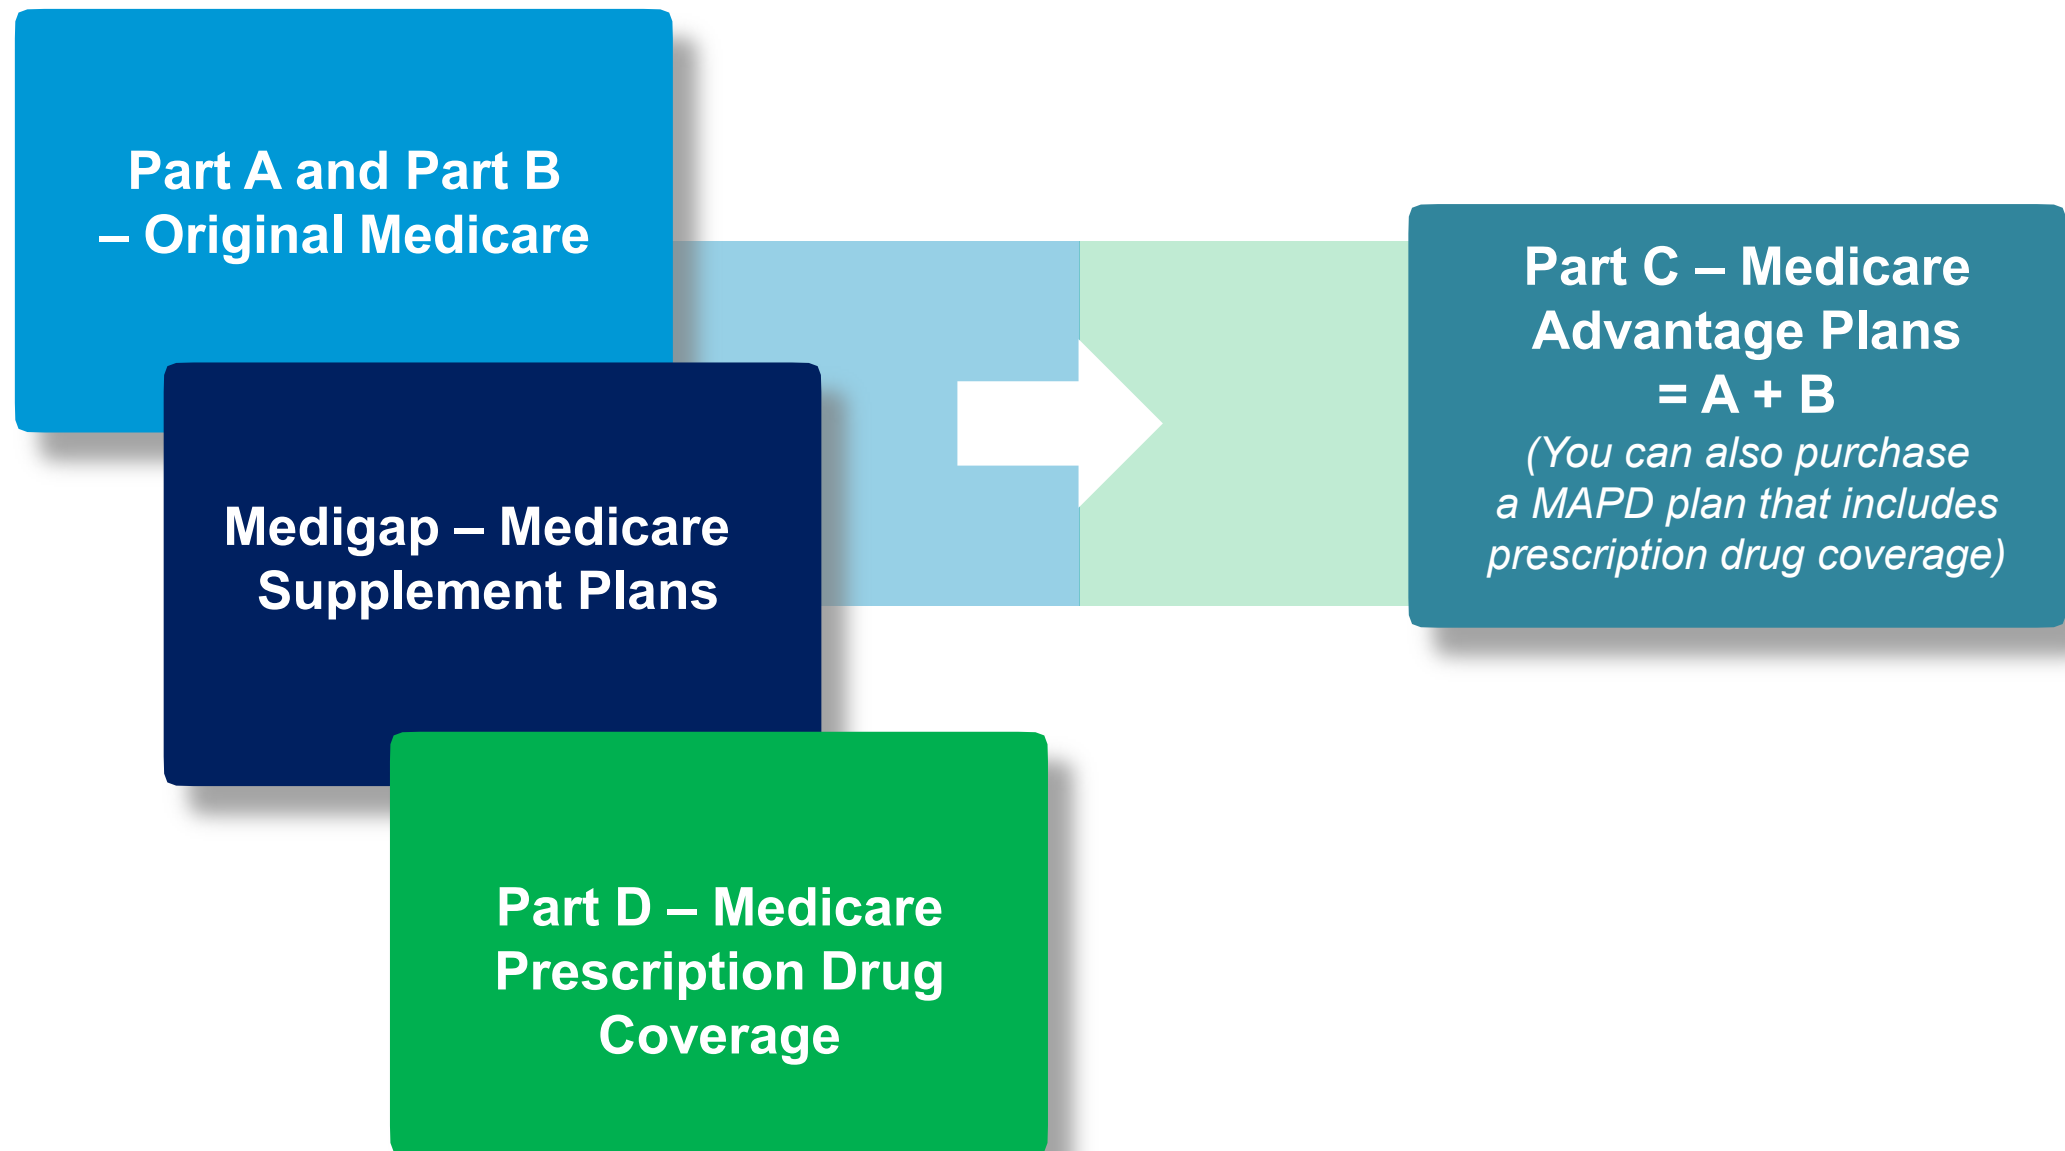 Part A and Part B
– Original Medicare
Medigap – Medicare
Supplement Plans
Part D – Medicare
Prescription Drug
Coverage
Part C – Medicare
Advantage Plans
= A + B
(You can also purchase
a MAPD plan that includes
prescription drug coverage)